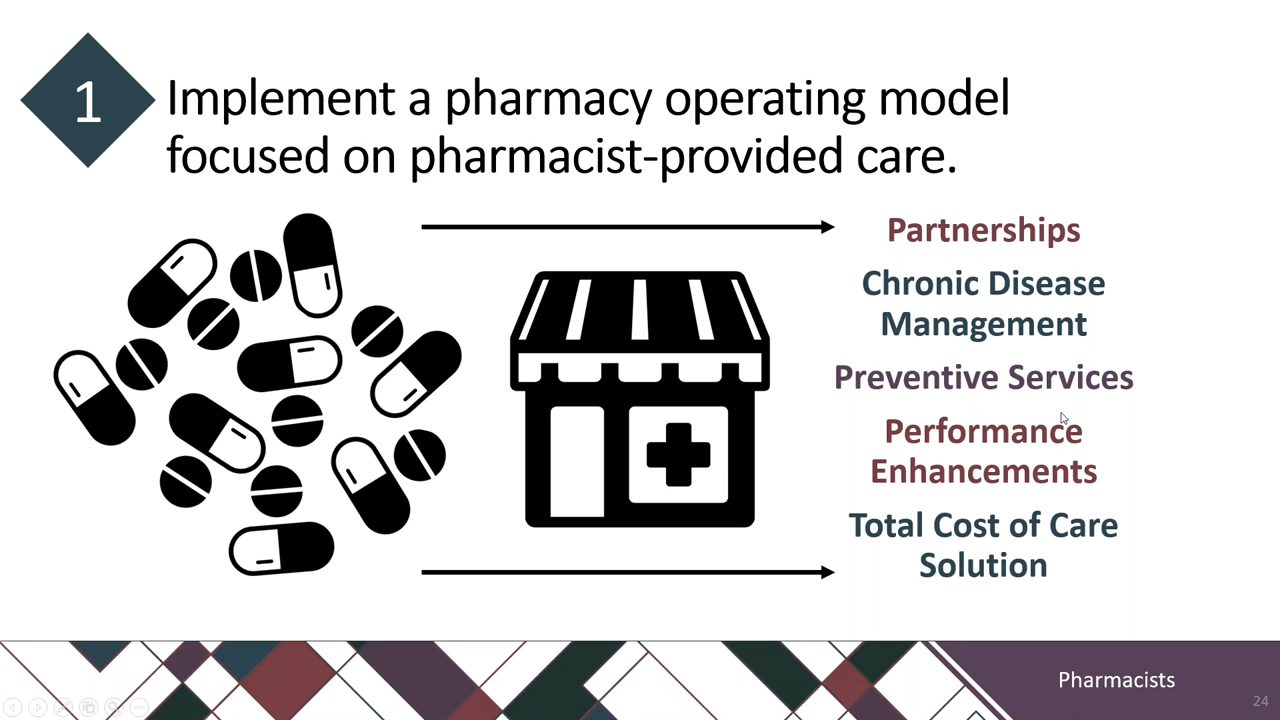 1
Implement a pharmacy operating model
focused on pharmacist-provided care.
Partnerships
Chronic Disease
Management
Preventive Services
Performance
Enhancements
Total Cost of Care
Solution
Pharmacists
24